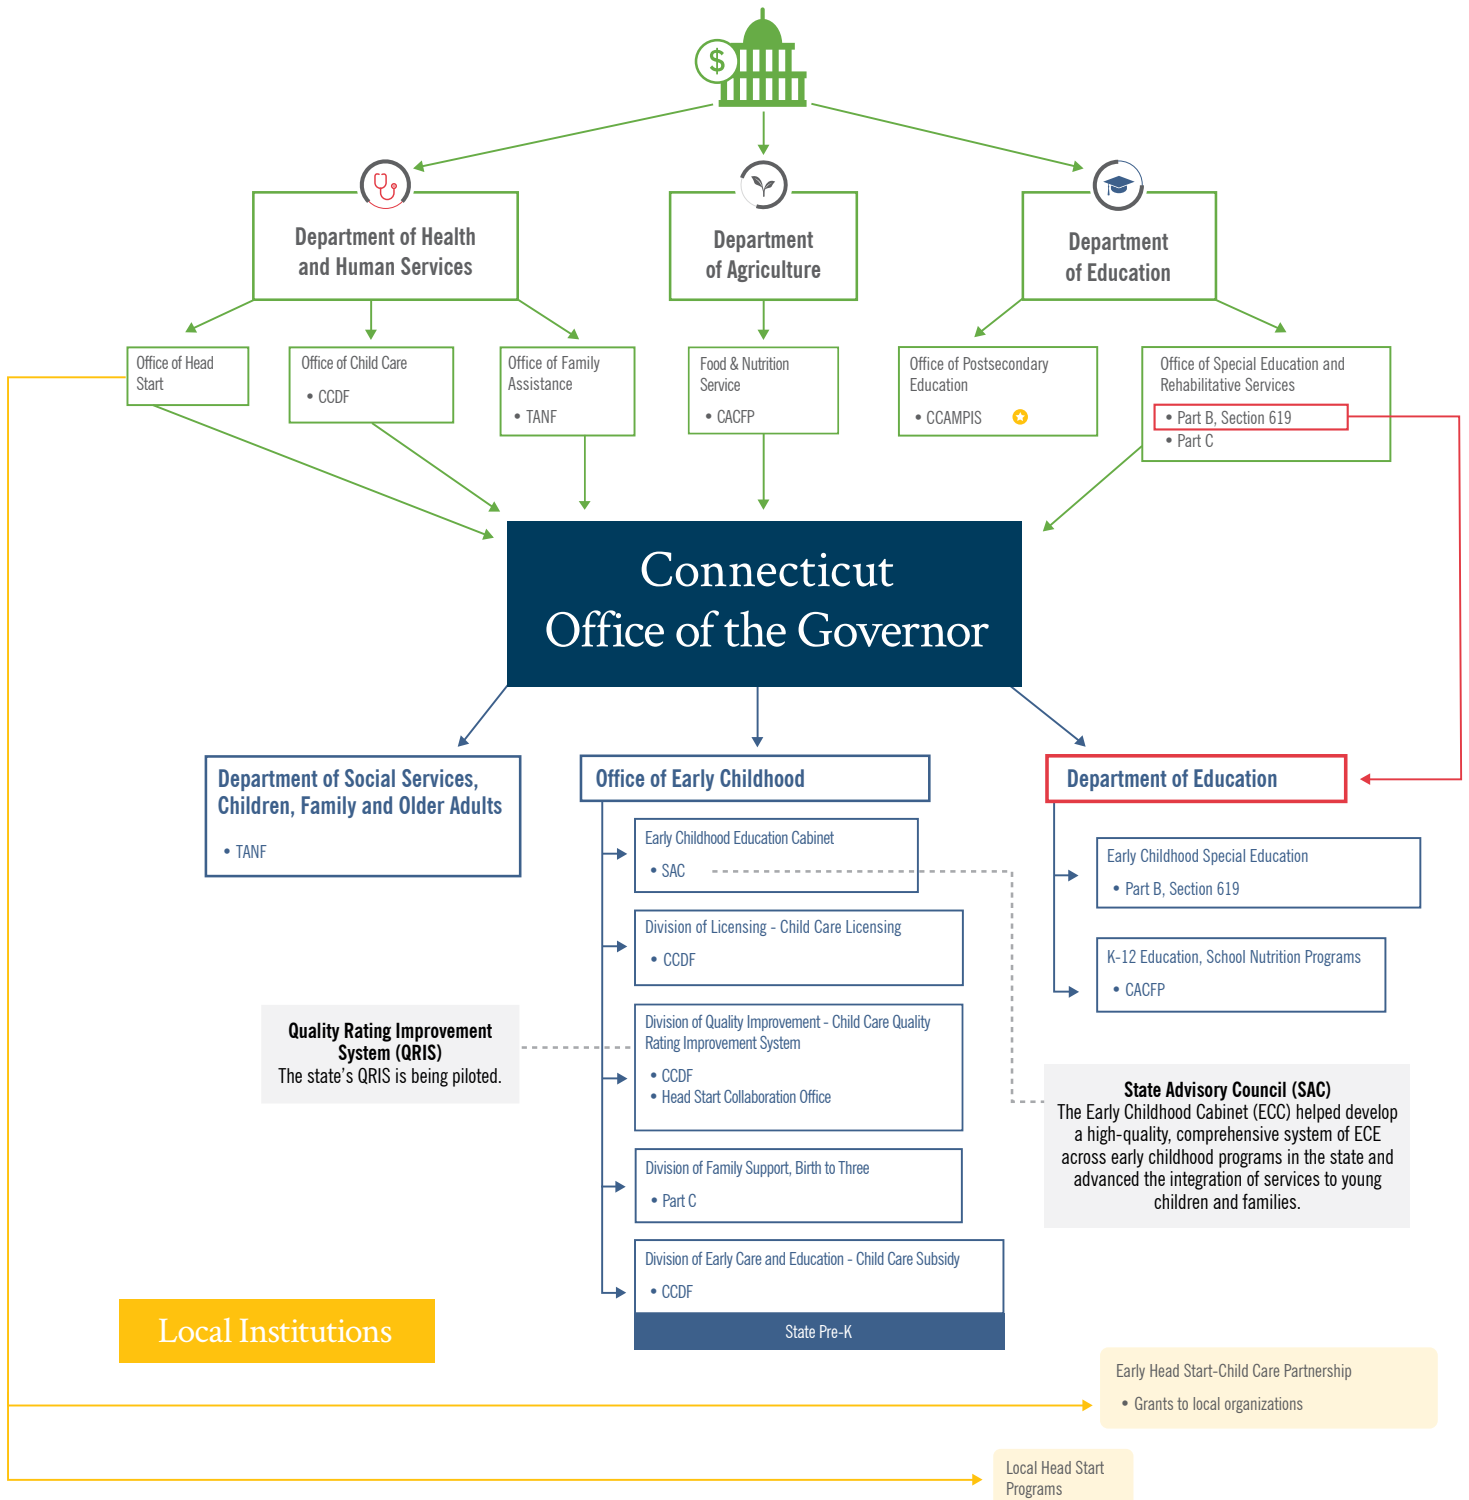 $
Department of Health
and Human Services
Department
of Agriculture
Department
of Education
Office of Head
Start
Office of Child Care
• CCDF
Office of Family
Assistance
• TANF
Food & Nutrition
Service
• CACFP
Office of Postsecondary
Education
• CCAMPIS
Office of Special Education and
Rehabilitative Services
• Part B, Section 619
• Part C
Connecticut
Office of the Governor
Department of Social Services,
Children, Family and Older Adults
• TANF
Office of Early Childhood
Early Childhood Education Cabinet
• SAC
Division of Licensing - Child Care Licensing
• CCDF
Division of Quality Improvement - Child Care Quality
Rating Improvement System
• CCDF
• Head Start Collaboration Office
Division of Family Support, Birth to Three
• Part C
Division of Early Care and Education - Child Care Subsidy
• CCDF
State Pre-K
Department of Education
Early Childhood Special Education
• Part B, Section 619
K-12 Education, School Nutrition Programs
• CACFP
Quality Rating Improvement
System (QRIS)
The state's QRIS is being piloted.
State Advisory Council (SAC)
The Early Childhood Cabinet (ECC) helped develop
a high-quality, comprehensive system of ECE
across early childhood programs in the state and
advanced the integration of services to young
children and families.
Local Institutions
Early Head Start-Child Care Partnership
• Grants to local organizations
Local Head Start
Programs